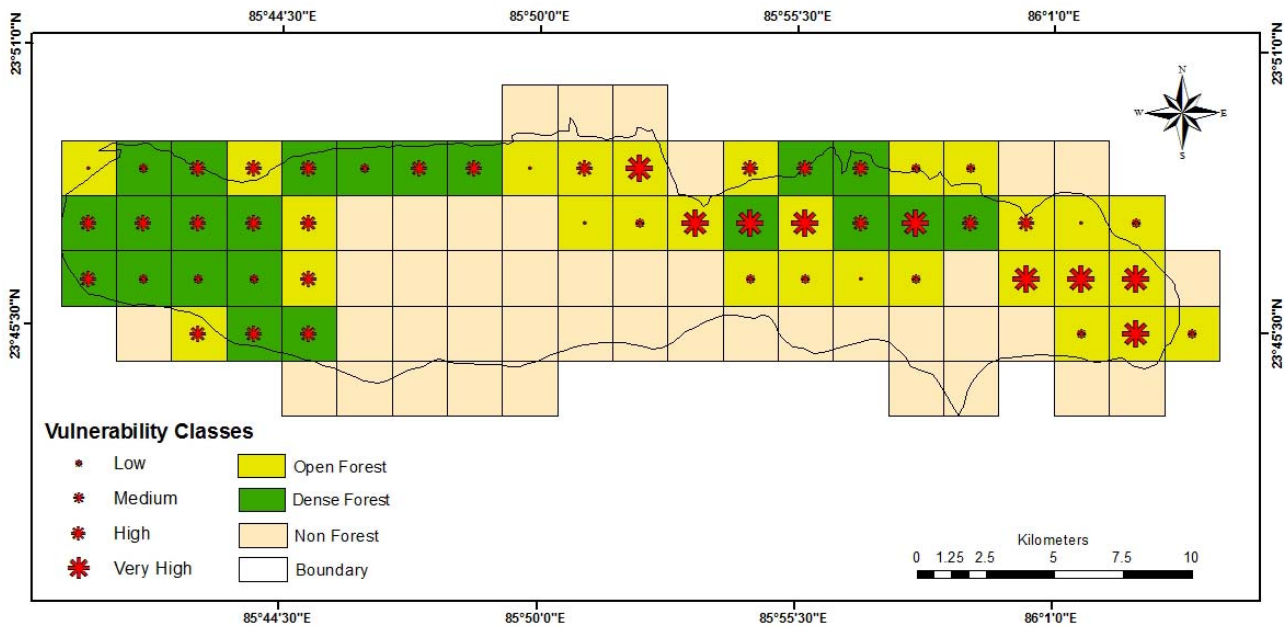 85°44'30"E 85°50'0"E 85°55'30"E 86°1'0"E
23°51'0"N 23°51'0"N
N
W E
S
23°45'30"N 23°45'30"N
Vulnerability Classes
Low Open Forest
Medium Dense Forest
High Non Forest
Very High Boundary
Kilometers
0 1.25 2.5 5 7.5 10
85°44'30"E 85°50'0"E 85°55'30"E 86°1'0"E